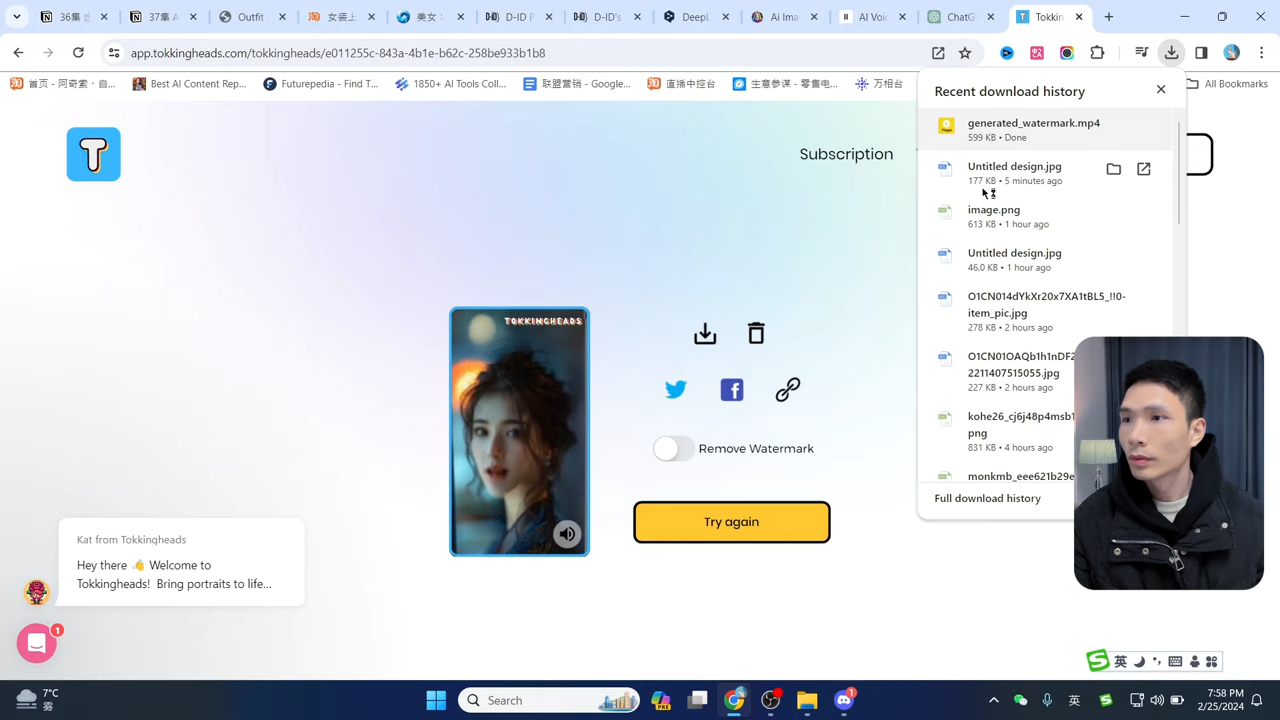 36集
37集 A
Outfit
女装上
美女：
D-ID P
D-ID's
DeepL
Ai Ima
AI Voi
ChatG
Tokkin
app.tokkingheads.com/tokkingheads/e011255c-843a-4b1e-b62c-258be933b1b8
首页 - 阿奇索 · 自...
Best AI Content Rep...
Futurepedia - Find T...
1850+ AI Tools Coll...
联盟营销 - Google...
直播中控台
生意参谋 - 零售电...
万相台
All Bookmarks
T
Subscription
Recent download history
generated_watermark.mp4
599 KB • Done
Untitled design.jpg
177 KB • 5 minutes ago
image.png
613 KB • 1 hour ago
Untitled design.jpg
46.0 KB • 1 hour ago
O1CN014dYkXr20x7XA1tBL5_!!0-
item_pic.jpg
278 KB • 2 hours ago
O1CN01OAQb1h1nDF2
2211407515055.jpg
227 KB • 2 hours ago
kohe26_cj6j48p4msb1
png
831 KB • 4 hours ago
monkmb_eee621b29e
Full download history
TOKKINGHEADS
Remove Watermark
Try again
Kat from Tokkingheads
Hey there 👋 Welcome to
Tokkingheads! Bring portraits to life...
1
英
7°C
雾
Search
PRE
1
英
7:58 PM
2/25/2024